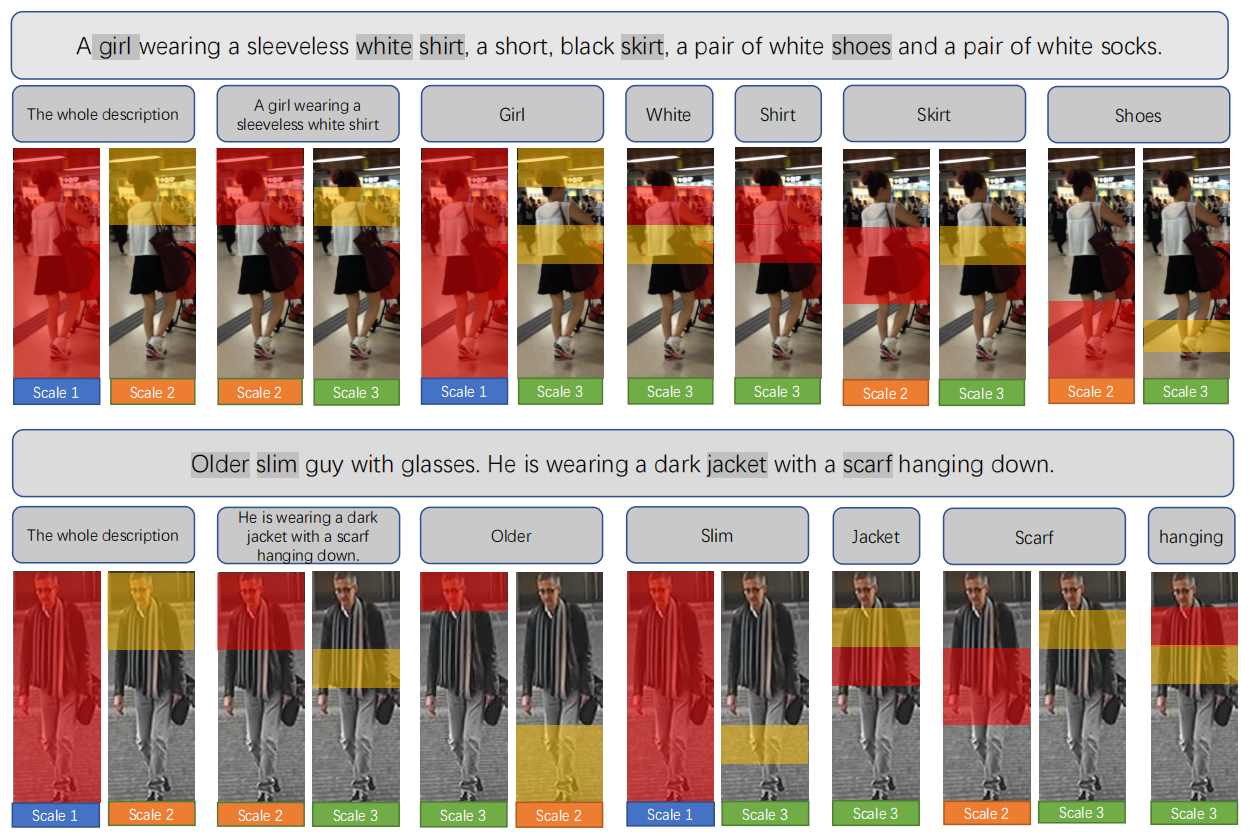 A girl wearing a sleeveless white shirt, a short, black skirt, a pair of white shoes and a pair of white socks.
The whole description
A girl wearing a
sleeveless white shirt
Girl
White
Shirt
Skirt
Shoes
Scale 1
Scale 2
Scale 2
Scale 3
Scale 1
Scale 3
Scale 3
Scale 3
Scale 2
Scale 3
Scale 2
Scale 3
Older slim guy with glasses. He is wearing a dark jacket with a scarf hanging down.
The whole description
He is wearing a dark
jacket with a scarf
hanging down.
Older
Slim
Jacket
Scarf
hanging
Scale 1
Scale 2
Scale 2
Scale 3
Scale 3
Scale 2
Scale 1
Scale 3
Scale 3
Scale 2
Scale 3
Scale 3